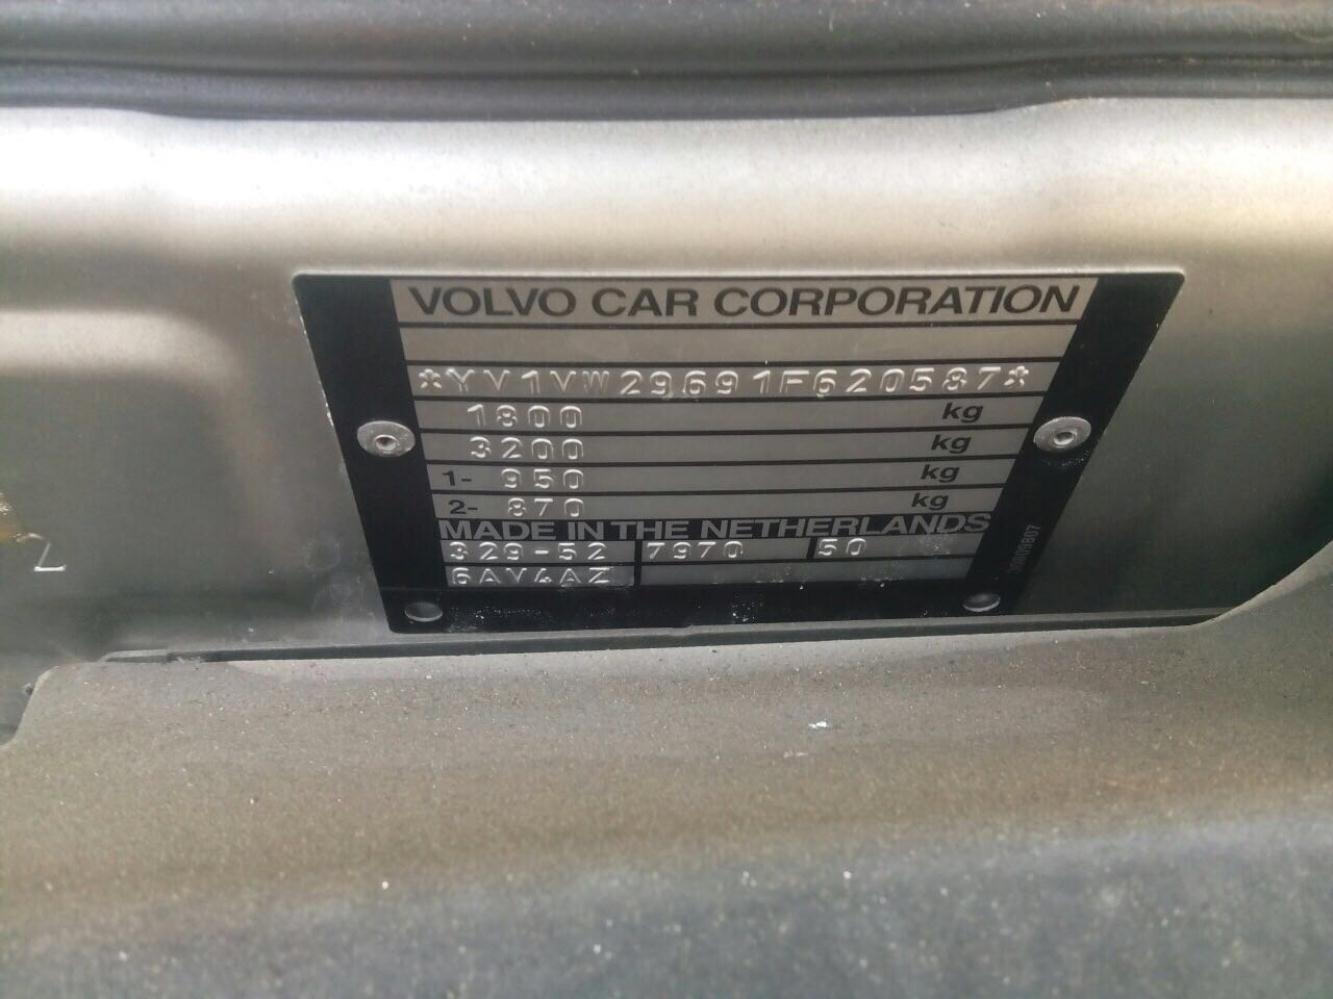 VOLVO CAR CORPORATION
*YV1VW29691F620587*
1800 kg
3200 kg
1- 950 kg
2- 870 kg
MADE IN THE NETHERLANDS
329-52 7970 50
6AV4AZ